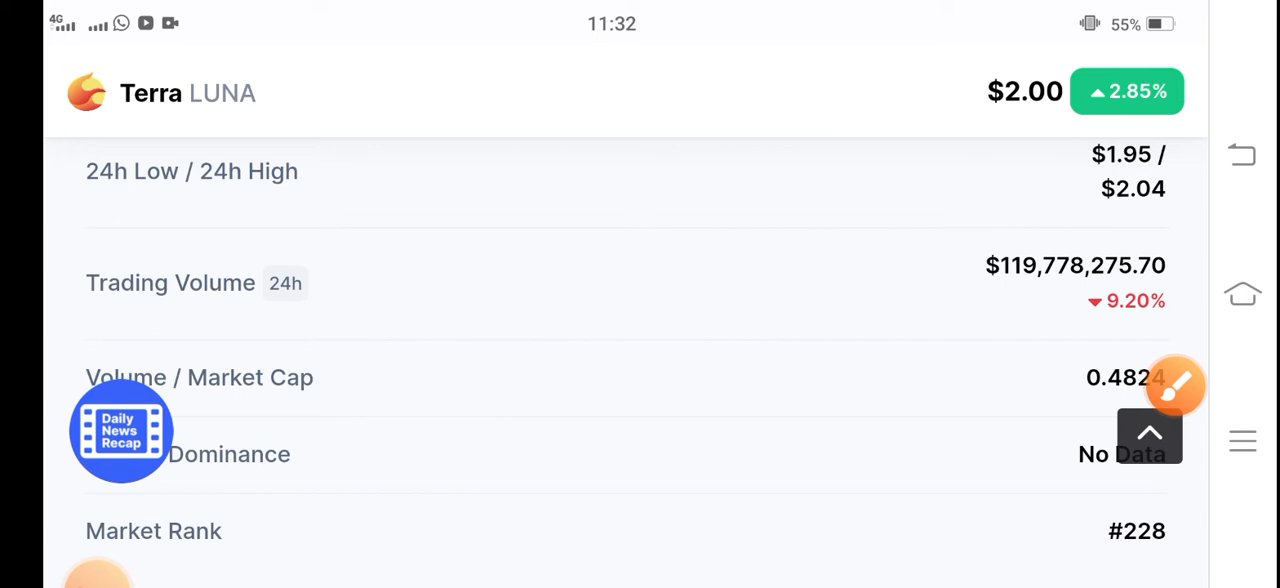 4G 11:32 55%
Terra LUNA $2.00 2.85%
24h Low / 24h High $1.95 /
$2.04
Trading Volume 24h $119,778,275.70
9.20%
Volume / Market Cap 0.4824
Daily
News
Recap
Dominance No Data
Market Rank #228